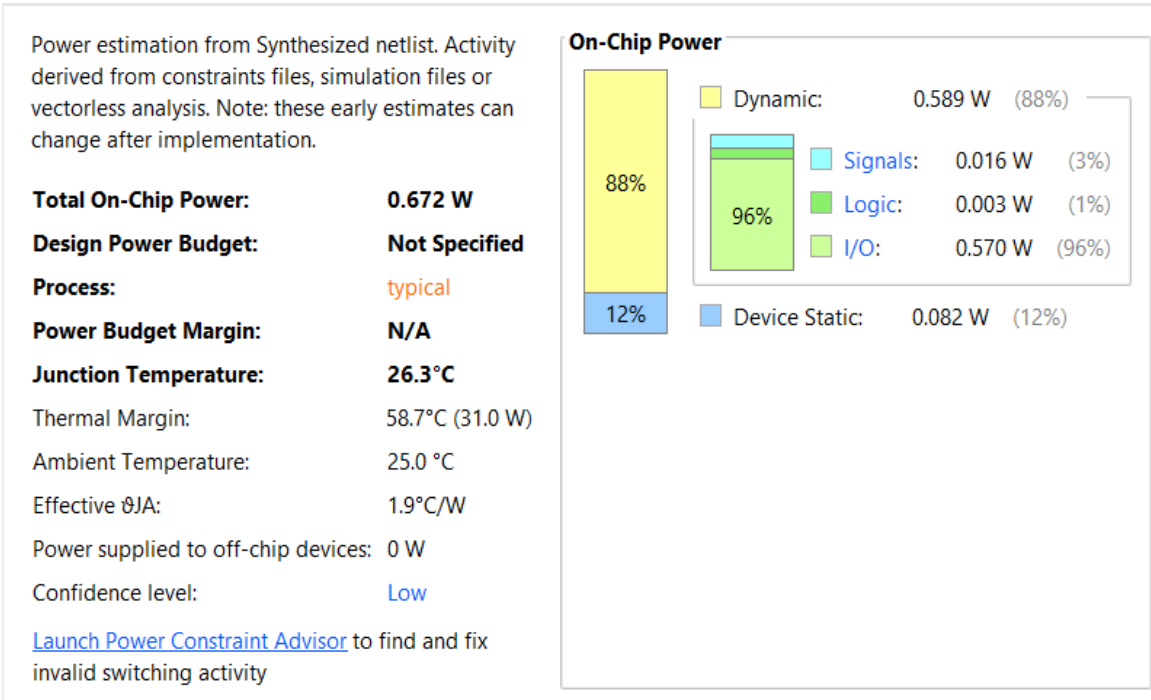 Power estimation from Synthesized netlist. Activity
derived from constraints files, simulation files or
vectorless analysis. Note: these early estimates can
change after implementation.
Total On-Chip Power: 0.672 W
Design Power Budget: Not Specified
Process: typical
Power Budget Margin: N/A
Junction Temperature: 26.3°C
Thermal Margin: 58.7°C (31.0 W)
Ambient Temperature: 25.0 °C
Effective ϑJA: 1.9°C/W
Power supplied to off-chip devices: 0 W
Confidence level: Low
Launch Power Constraint Advisor to find and fix
invalid switching activity
On-Chip Power
88%
12%
Dynamic: 0.589 W (88%)
96%
Signals: 0.016 W (3%)
Logic: 0.003 W (1%)
I/O: 0.570 W (96%)
Device Static: 0.082 W (12%)